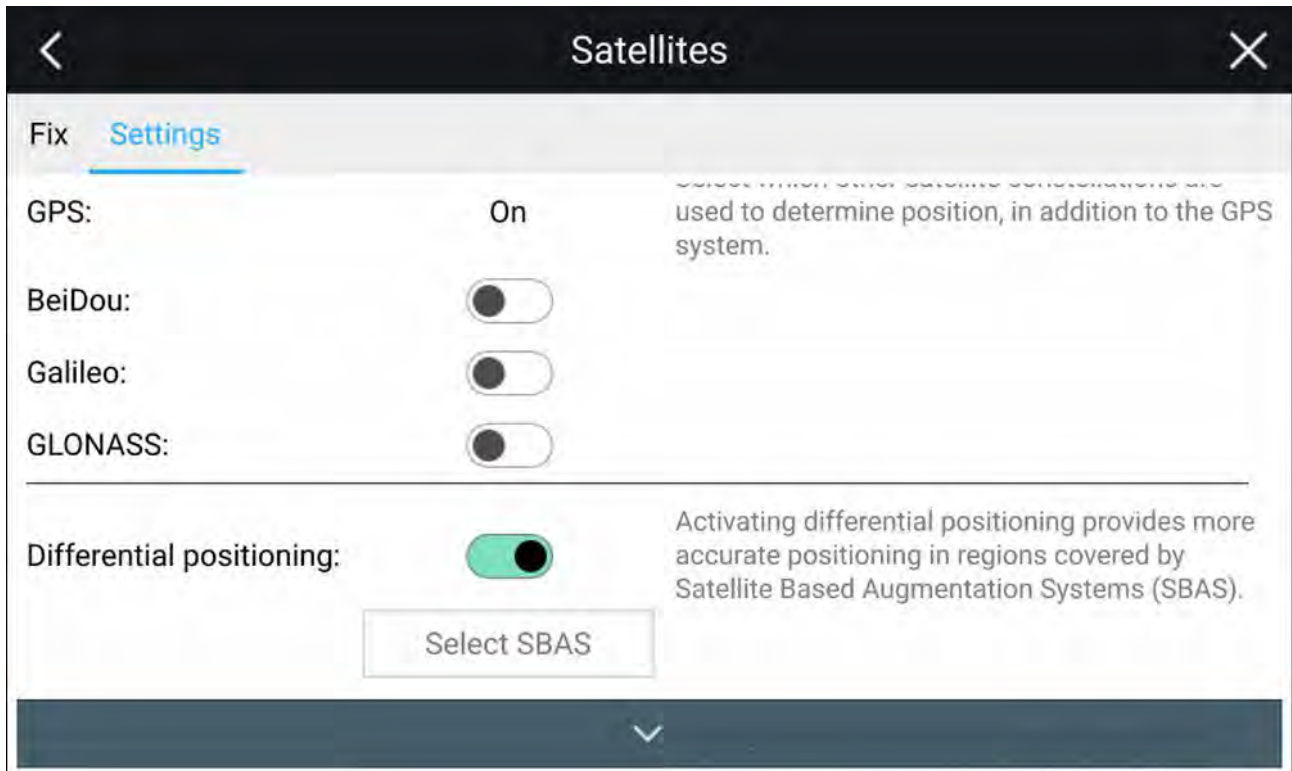 Satellites
Fix Settings
GPS: On
used to determine position, in addition to the GPS
system.
BeiDou:
Galileo:
GLONASS:
Differential positioning:
Activating differential positioning provides more
accurate positioning in regions covered by
Satellite Based Augmentation Systems (SBAS).
Select SBAS